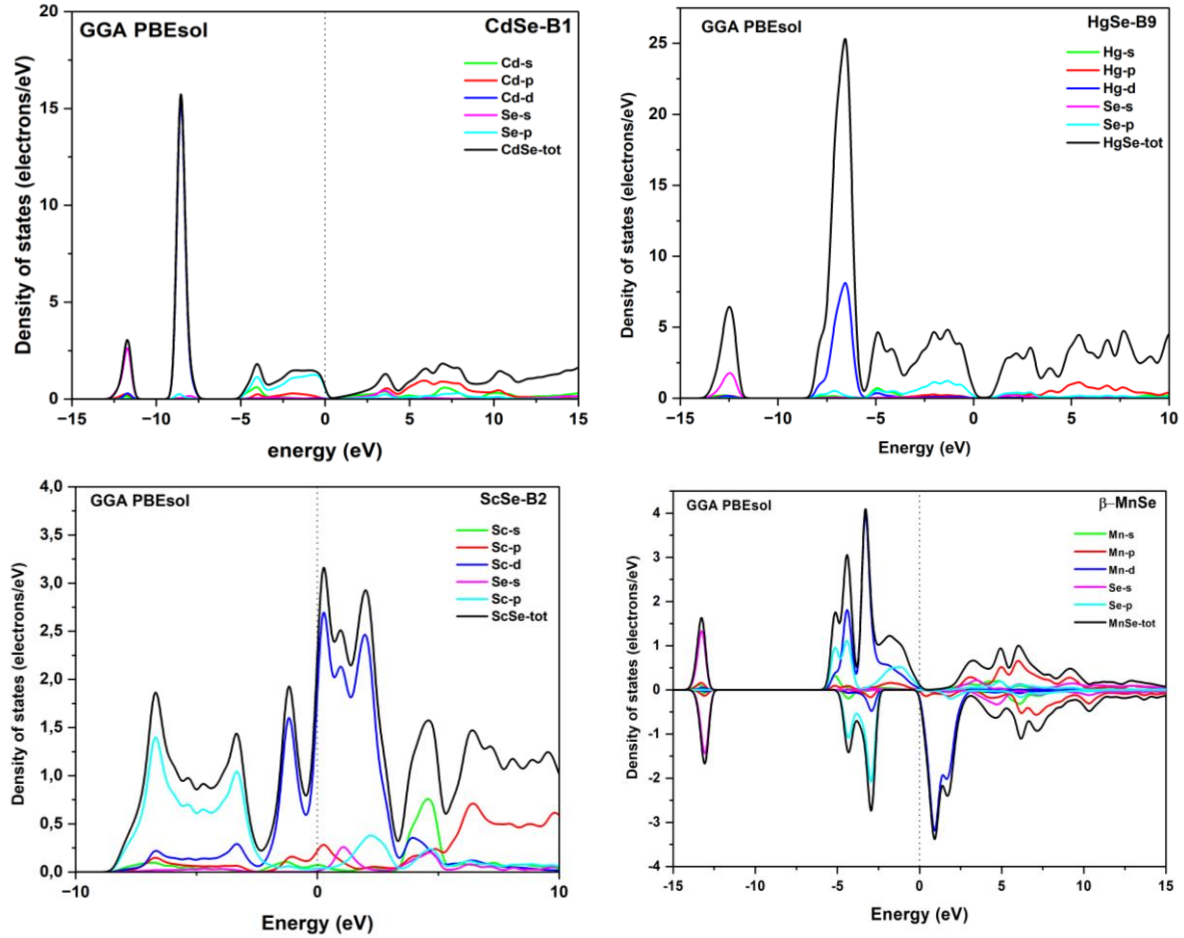 GGA PBEsol
CdSe-B1
Cd-s
Cd-p
Cd-d
Se-s
Se-p
CdSe-tot
Density of states (electrons/eV)
20
15
10
5
0
−15 −10 −5 0 5 10 15
energy (eV)
GGA PBEsol
HgSe-B9
Hg-s
Hg-p
Hg-d
Se-s
Se-p
HgSe-tot
Density of states (electrons/eV)
25
20
15
10
5
0
−15 −10 −5 0 5 10
Energy (eV)
GGA PBEsol
ScSe-B2
Sc-s
Sc-p
Sc-d
Se-s
Sc-p
ScSe-tot
Density of states (electrons/eV)
4,0
3,5
3,0
2,5
2,0
1,5
1,0
0,5
0,0
−10 0 10
Energy (eV)
GGA PBEsol
β−MnSe
Mn-s
Mn-p
Mn-d
Se-s
Se-p
MnSe-tot
Density of states (electrons/eV)
4
3
2
1
0
-1
-2
-3
-4
-15 -10 -5 0 5 10 15
Energy (eV)